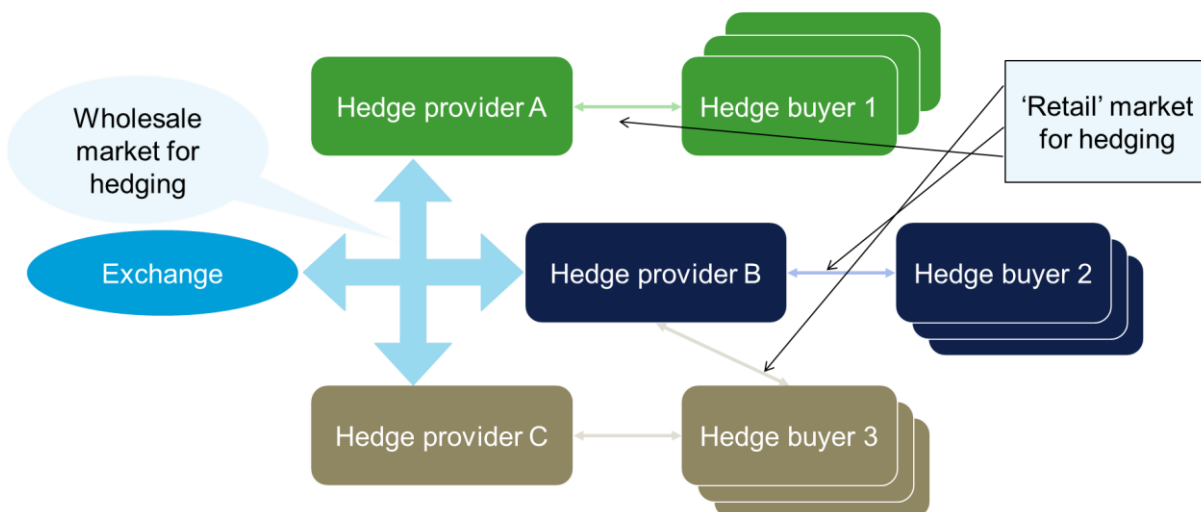 Hedge provider A
Hedge buyer 1
Wholesale
market for
hedging
‘Retail’ market
for hedging
Exchange
Hedge provider B
Hedge buyer 2
Hedge provider C
Hedge buyer 3